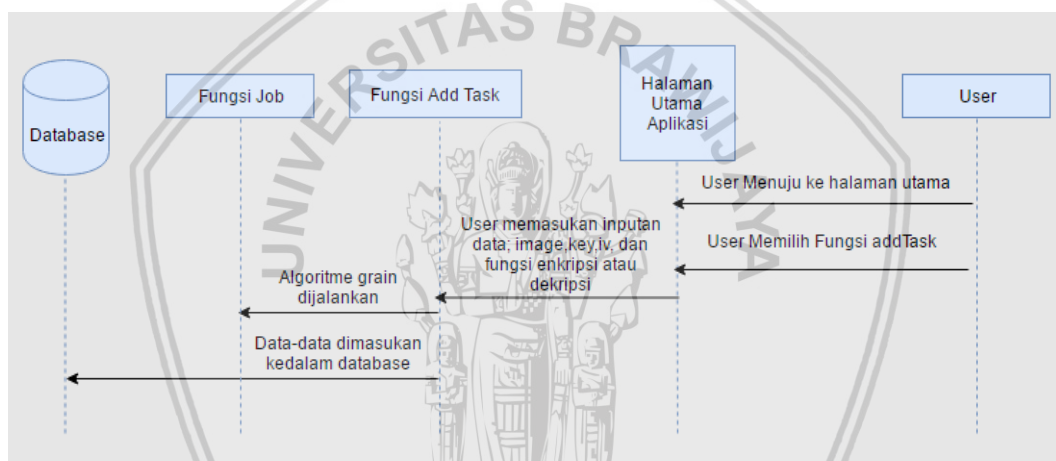 UNIVERSITAS BRAWIJAYA
Database
Fungsi Job
Fungsi Add Task
Halaman
Utama
Aplikasi
User
User Menuju ke halaman utama
User Memilih Fungsi addTask
User memasukan inputan
data; image,key,iv, dan
fungsi enkripsi atau
dekripsi
Algoritme grain
dijalankan
Data-data dimasukan
kedalam database